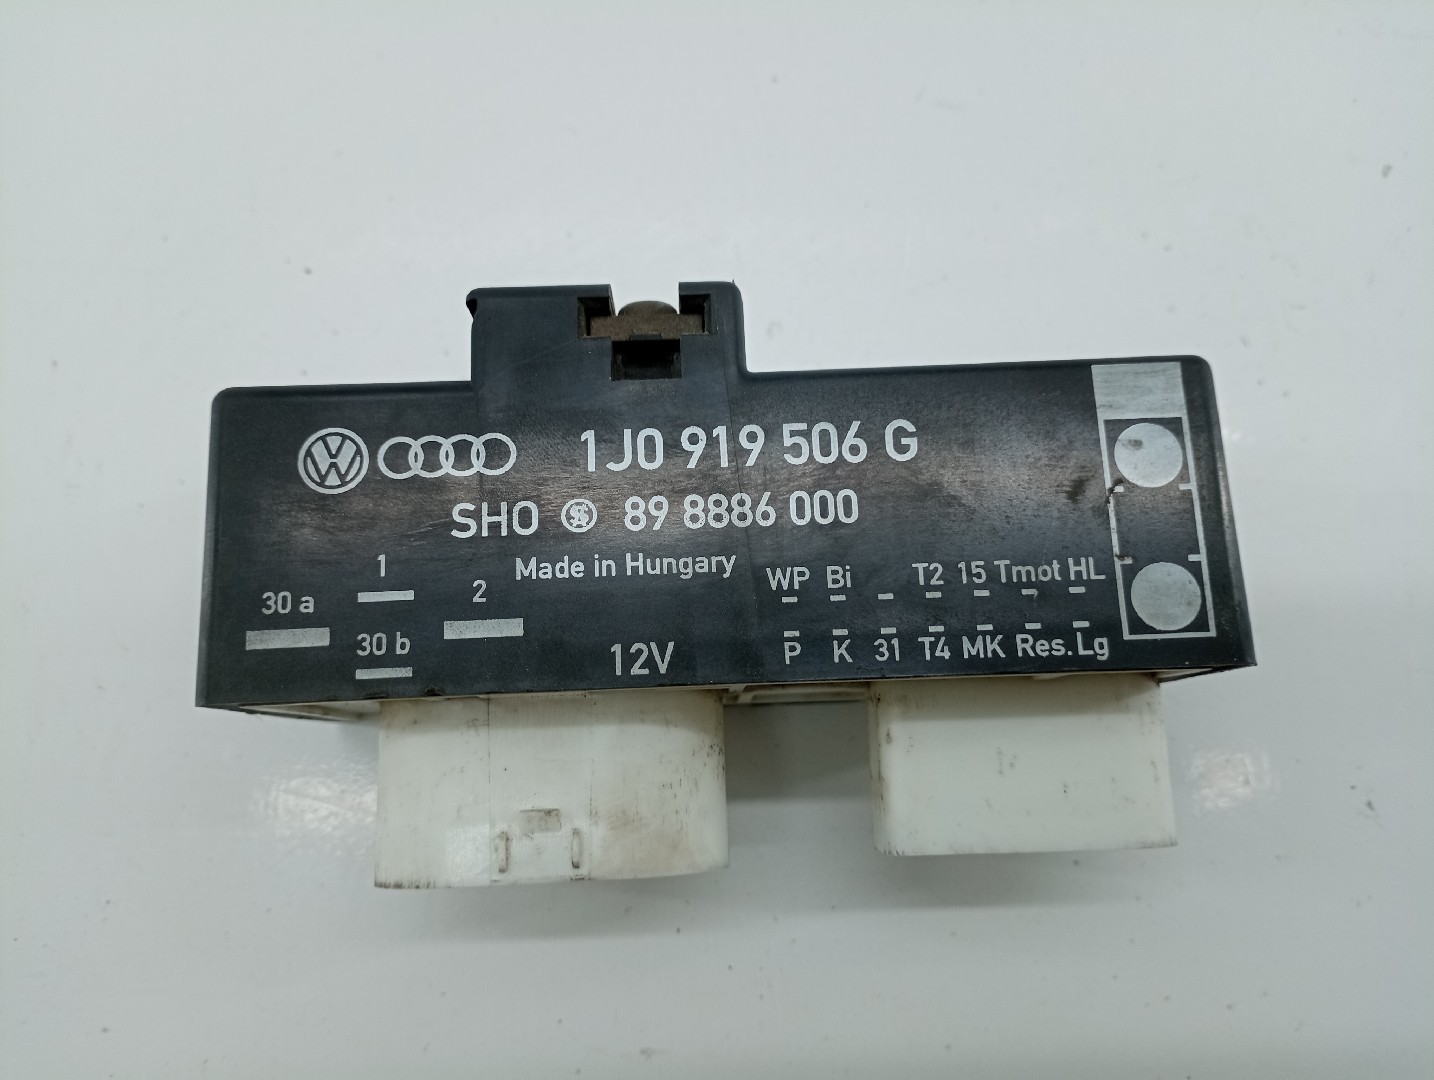 1J0 919 506 G
SHO 89 8886 000
Made in Hungary
30 a
1
30 b
2
12V
WP Bi T2 15 Tmot HL
P K 31 T4 MK Res. Lg